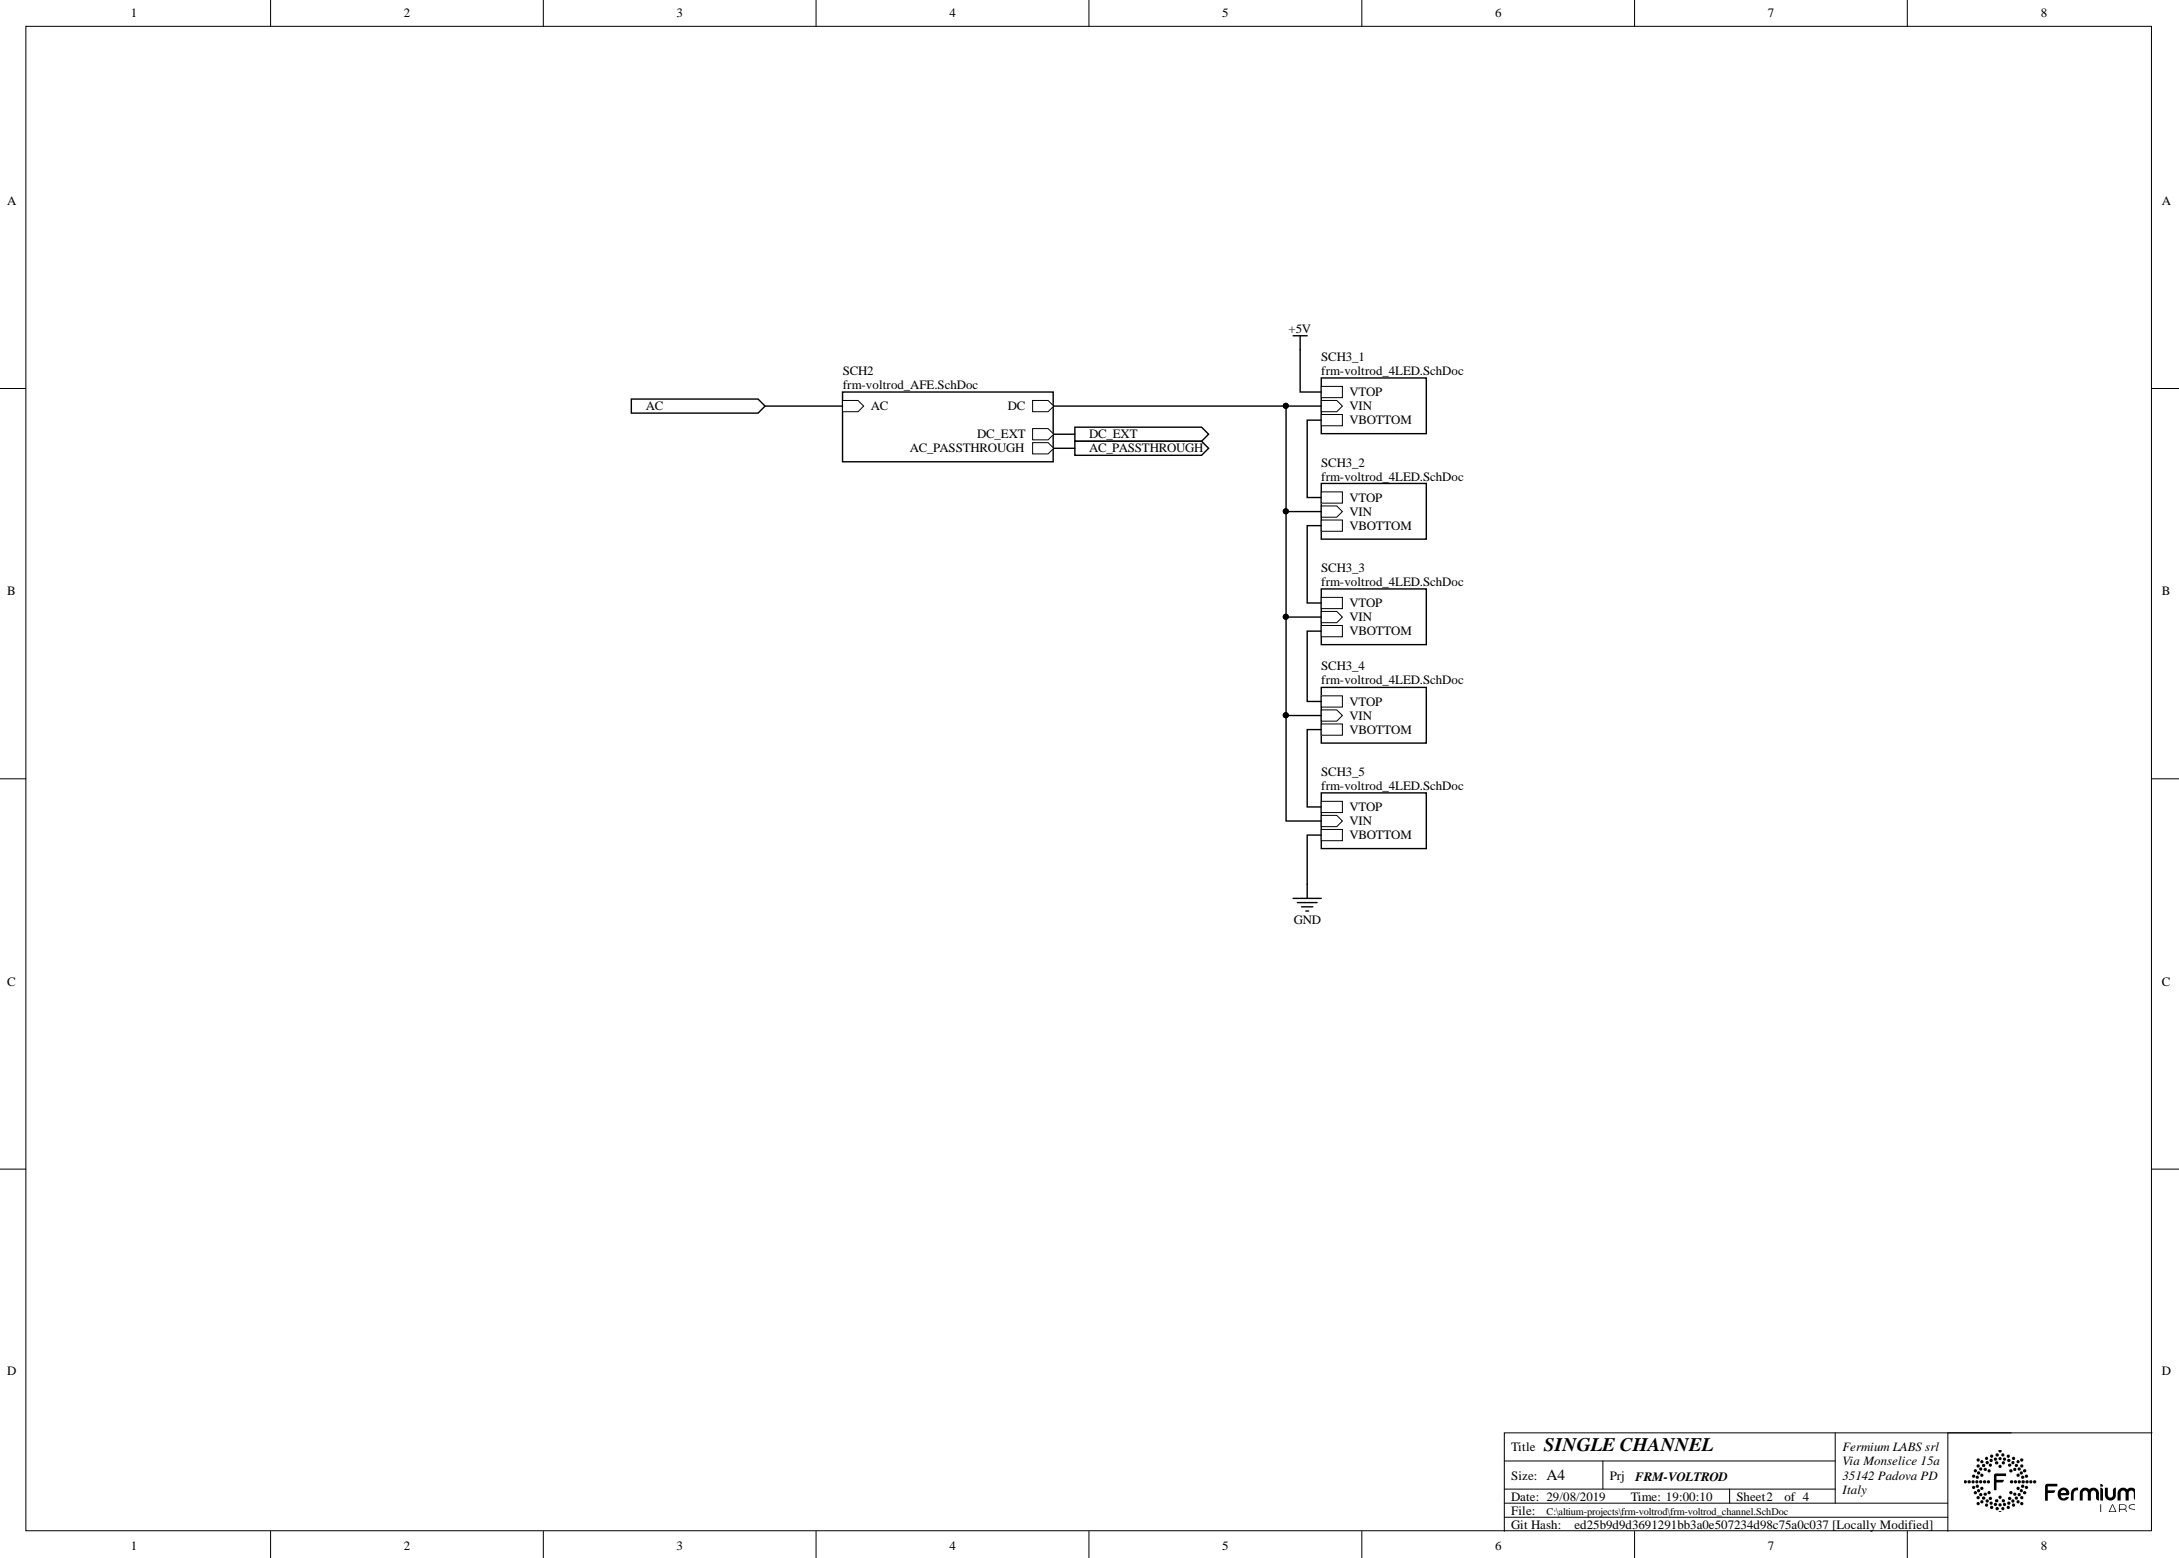 1 2 3 4 5 6 7 8
A A
+5V
SCH3_1
frm-voltrod_4LED.SchDoc
VTOP
VIN
VBOTTOM
SCH2
frm-voltrod_AFE.SchDoc
AC
AC DC
DC_EXT DC_EXT
AC_PASSTHROUGH AC_PASSTHROUGH
SCH3_2
frm-voltrod_4LED.SchDoc
VTOP
VIN
VBOTTOM
B B
SCH3_3
frm-voltrod_4LED.SchDoc
VTOP
VIN
VBOTTOM
SCH3_4
frm-voltrod_4LED.SchDoc
VTOP
VIN
VBOTTOM
SCH3_5
frm-voltrod_4LED.SchDoc
VTOP
VIN
VBOTTOM
GND
C C
D D
Title SINGLE CHANNEL
Size: A4 Prj FRM-VOLTROD
Date: 29/08/2019 Time: 19:00:10 Sheet2 of 4
File: C:\altium-projects\frm-voltrod\frm-voltrod_channel.SchDoc
Git Hash: ed25b9d9d3691291bb3a0e507234d98c75a0c037 [Locally Modified]
Fermium LABS srl
Via Monselice 15a
35142 Padova PD
Italy
F
Fermium
LABS
1 2 3 4 5 6 7 8